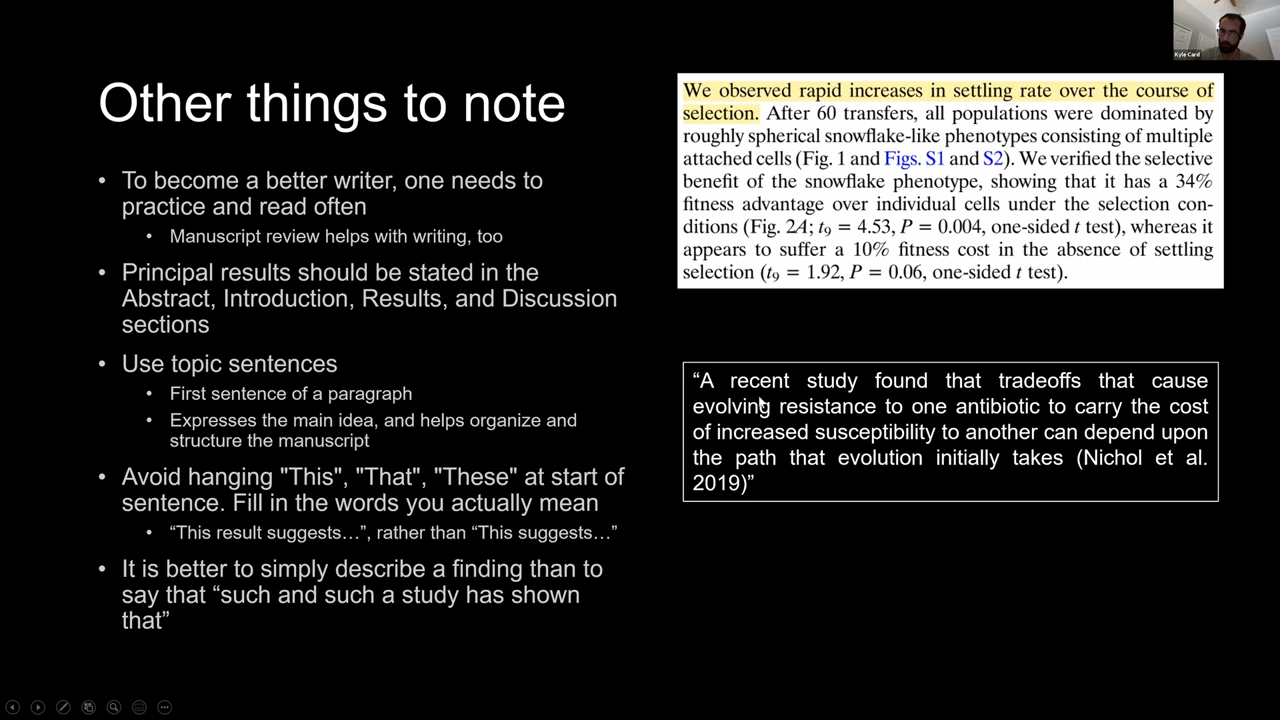 Other things to note
• To become a better writer, one needs to
practice and read often
• Manuscript review helps with writing, too
• Principal results should be stated in the
Abstract, Introduction, Results, and Discussion
sections
• Use topic sentences
• First sentence of a paragraph
• Expresses the main idea, and helps organize and
structure the manuscript
• Avoid hanging "This", "That", "These" at start of
sentence. Fill in the words you actually mean
• “This result suggests…”, rather than “This suggests…”
• It is better to simply describe a finding than to
say that “such and such a study has shown
that”
We observed rapid increases in settling rate over the course of
selection. After 60 transfers, all populations were dominated by
roughly spherical snowflake-like phenotypes consisting of multiple
attached cells (Fig. 1 and Figs. S1 and S2). We verified the selective
benefit of the snowflake phenotype, showing that it has a 34%
fitness advantage over individual cells under the selection con-
ditions (Fig. 2A; t₉ = 4.53, P = 0.004, one-sided t test), whereas it
appears to suffer a 10% fitness cost in the absence of settling
selection (t₉ = 1.92, P = 0.06, one-sided t test).
“A recent study found that tradeoffs that cause
evolving resistance to one antibiotic to carry the cost
of increased susceptibility to another can depend upon
the path that evolution initially takes (Nichol et al.
2019)”
Kyle Card